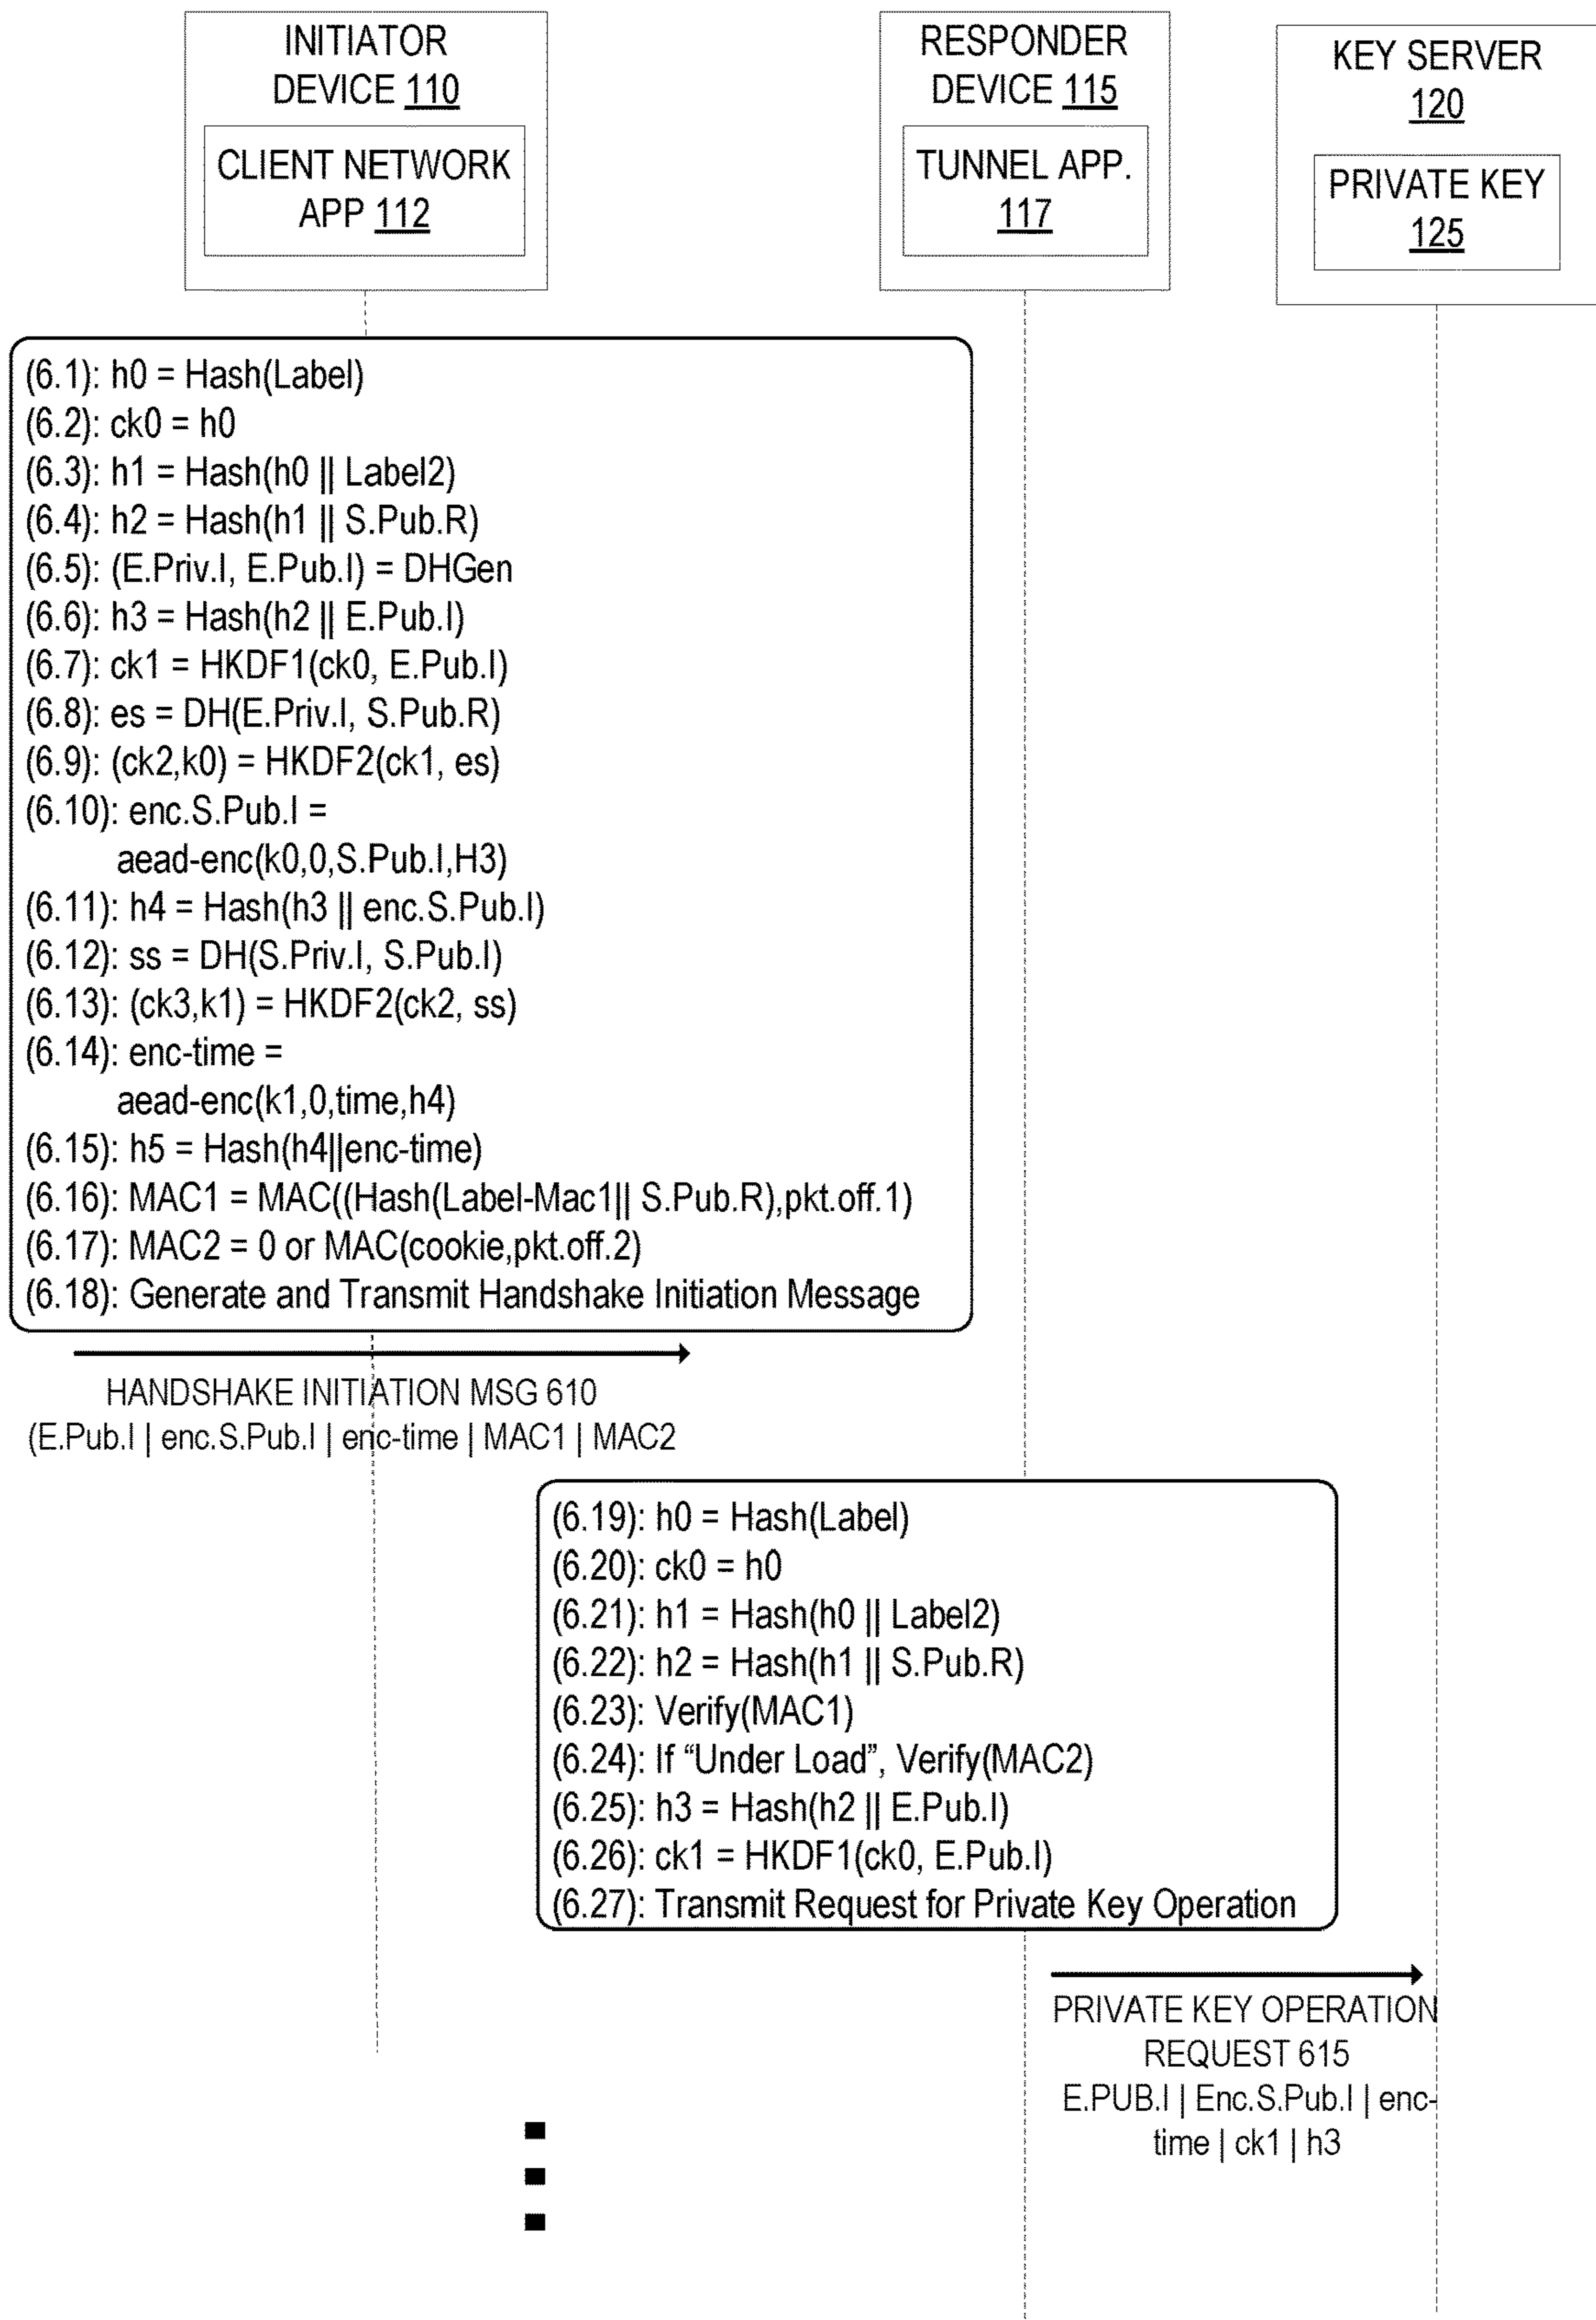 INITIATOR
DEVICE 110
CLIENT NETWORK
APP 112
RESPONDER
DEVICE 115
TUNNEL APP.
117
KEY SERVER
120
PRIVATE KEY
125
(6.1): h0 = Hash(Label)
(6.2): ck0 = h0
(6.3): h1 = Hash(h0 || Label2)
(6.4): h2 = Hash(h1 || S.Pub.R)
(6.5): (E.Priv.I, E.Pub.I) = DHGen
(6.6): h3 = Hash(h2 || E.Pub.I)
(6.7): ck1 = HKDF1(ck0, E.Pub.I)
(6.8): es = DH(E.Priv.I, S.Pub.R)
(6.9): (ck2,k0) = HKDF2(ck1, es)
(6.10): enc.S.Pub.I =
aead-enc(k0,0,S.Pub.I,H3)
(6.11): h4 = Hash(h3 || enc.S.Pub.I)
(6.12): ss = DH(S.Priv.I, S.Pub.I)
(6.13): (ck3,k1) = HKDF2(ck2, ss)
(6.14): enc-time =
aead-enc(k1,0,time,h4)
(6.15): h5 = Hash(h4||enc-time)
(6.16): MAC1 = MAC((Hash(Label-Mac1|| S.Pub.R),pkt.off.1)
(6.17): MAC2 = 0 or MAC(cookie,pkt.off.2)
(6.18): Generate and Transmit Handshake Initiation Message
HANDSHAKE INITIATION MSG 610
(E.Pub.I | enc.S.Pub.I | enc-time | MAC1 | MAC2
(6.19): h0 = Hash(Label)
(6.20): ck0 = h0
(6.21): h1 = Hash(h0 || Label2)
(6.22): h2 = Hash(h1 || S.Pub.R)
(6.23): Verify(MAC1)
(6.24): If “Under Load”, Verify(MAC2)
(6.25): h3 = Hash(h2 || E.Pub.I)
(6.26): ck1 = HKDF1(ck0, E.Pub.I)
(6.27): Transmit Request for Private Key Operation
PRIVATE KEY OPERATION
REQUEST 615
E.PUB.I | Enc.S.Pub.I | enc-
time | ck1 | h3